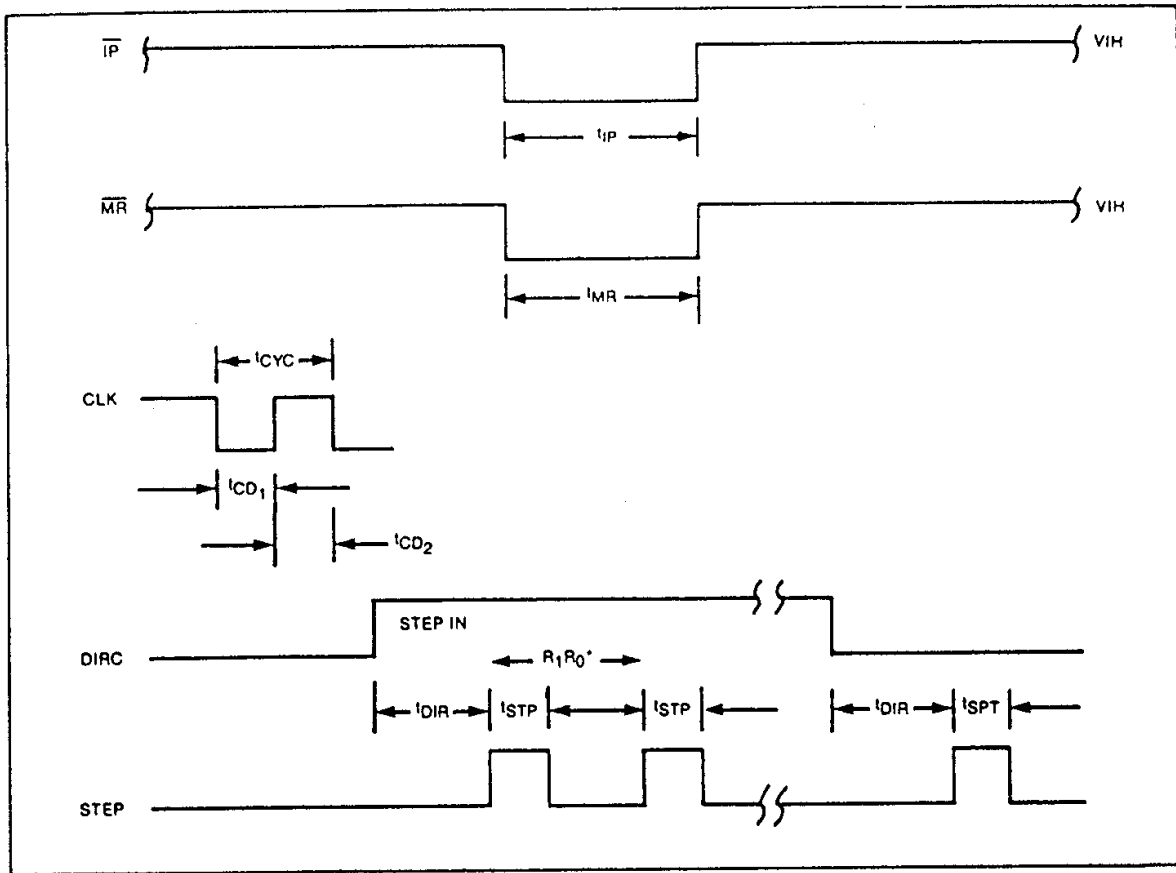 IP VIH
tIP
MR VIH
tMR
tCYC
CLK
tCD1
tCD2
STEP IN
DIRC
R1R0*
tDIR tSTP tSTP tDIR tSPT
STEP